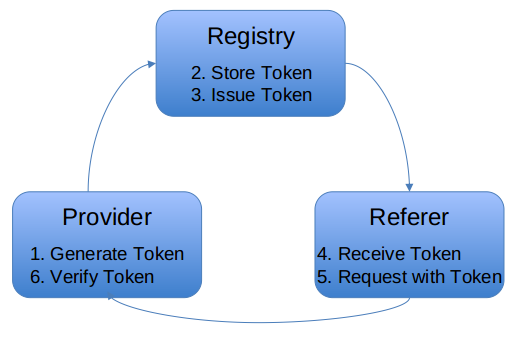 Registry
2. Store Token
3. Issue Token
Provider
1. Generate Token
6. Verify Token
Referer
4. Receive Token
5. Request with Token